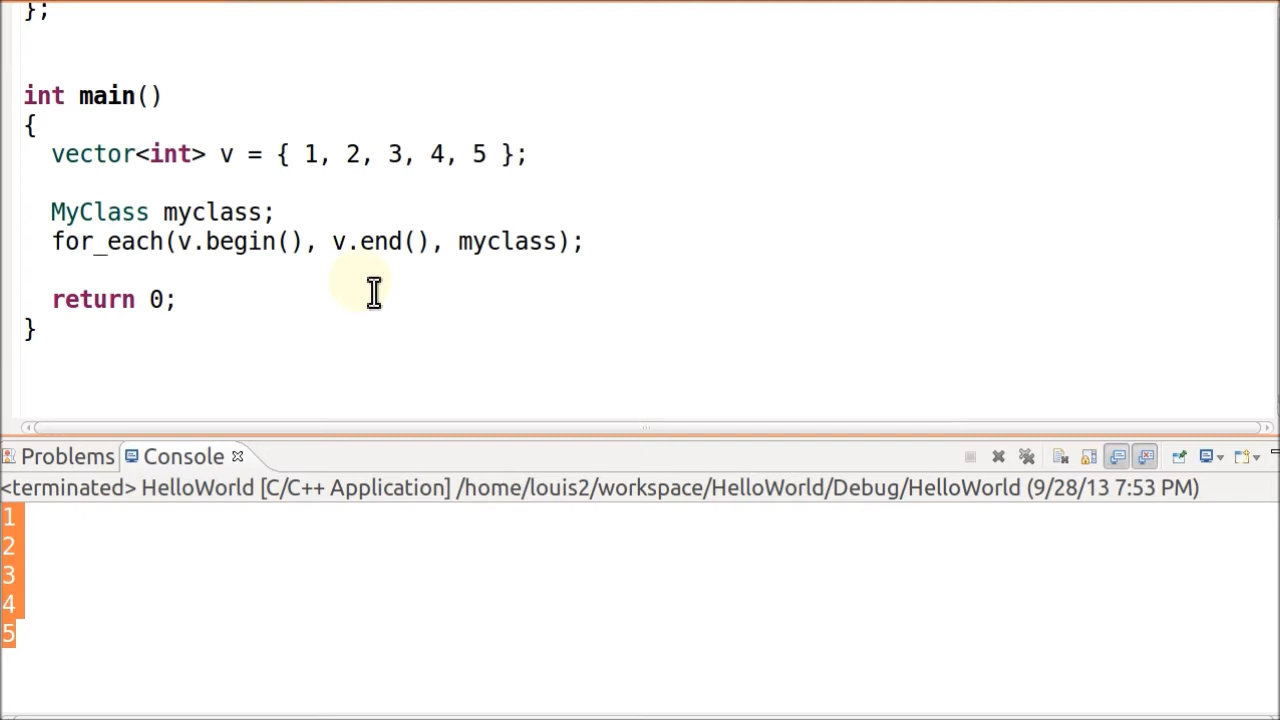 };
int main()
{
vector<int> v = { 1, 2, 3, 4, 5 };
MyClass myclass;
for_each(v.begin(), v.end(), myclass);
return 0;
}
Problems Console
<terminated> HelloWorld [C/C++ Application] /home/louis2/workspace/HelloWorld/Debug/HelloWorld (9/28/13 7:53 PM)
1
2
3
4
5